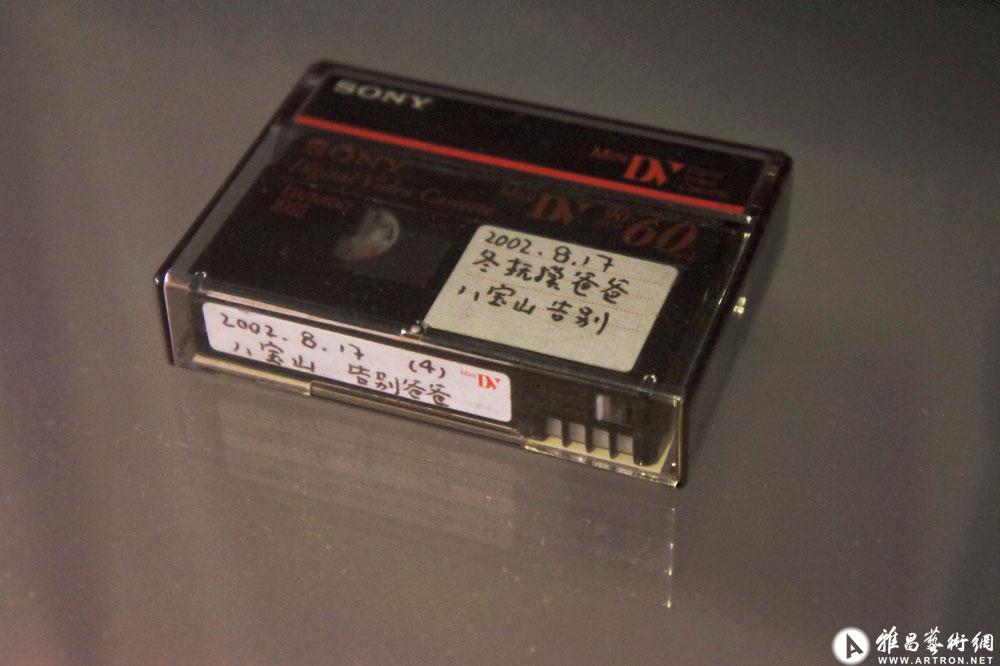 SONY
Mini DV
SONY
Digital Video Cassette
Mini DV
60
2002.8.17
冬抚摸爸爸
八宝山告别
2002.8.17 (4)
八宝山 告别爸爸
Mini DV
雅昌藝術網
WWW.ARTRON.NET